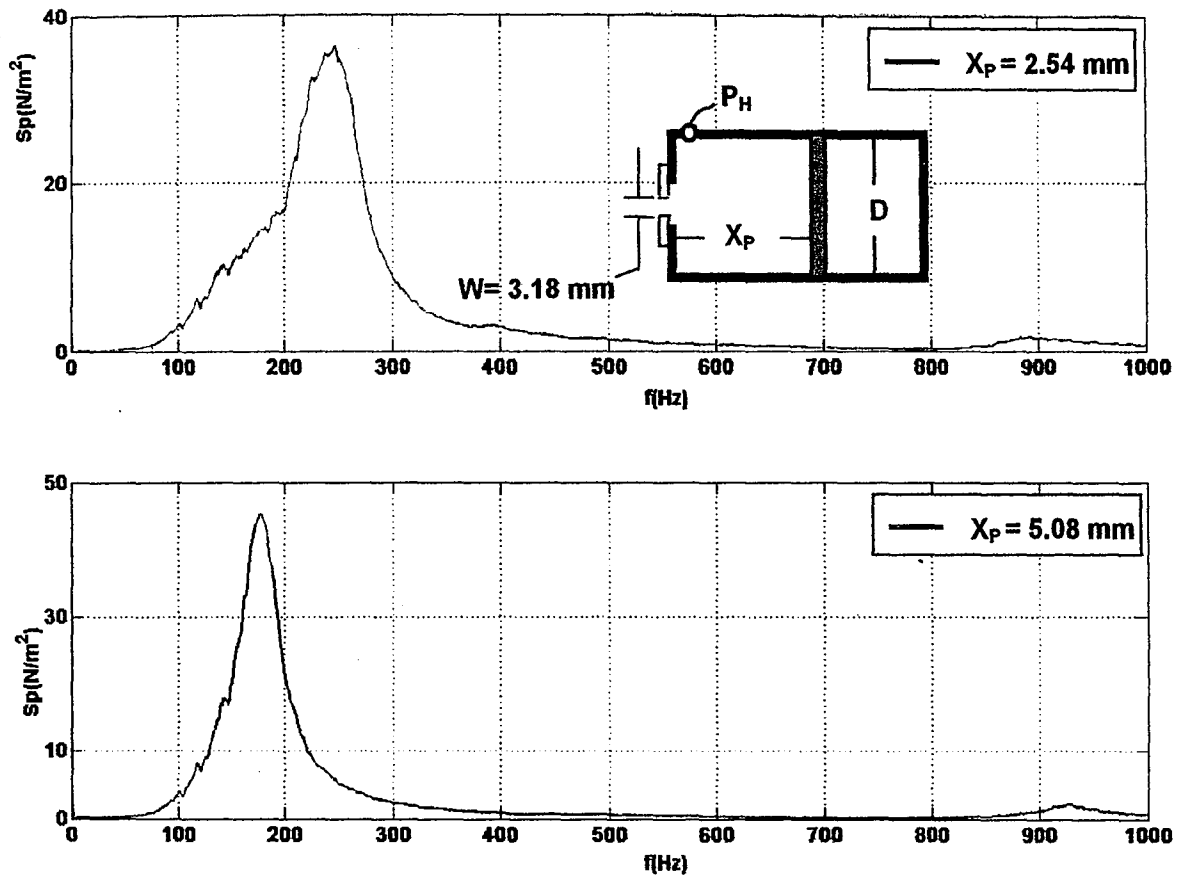 40
20
0
Sp(N/m²)
X_P = 2.54 mm
P_H
X_P
D
W= 3.18 mm
0 100 200 300 400 500 600 700 800 900 1000
f(Hz)
50
30
10
0
Sp(N/m²)
X_P = 5.08 mm
0 100 200 300 400 500 600 700 800 900 1000
f(Hz)